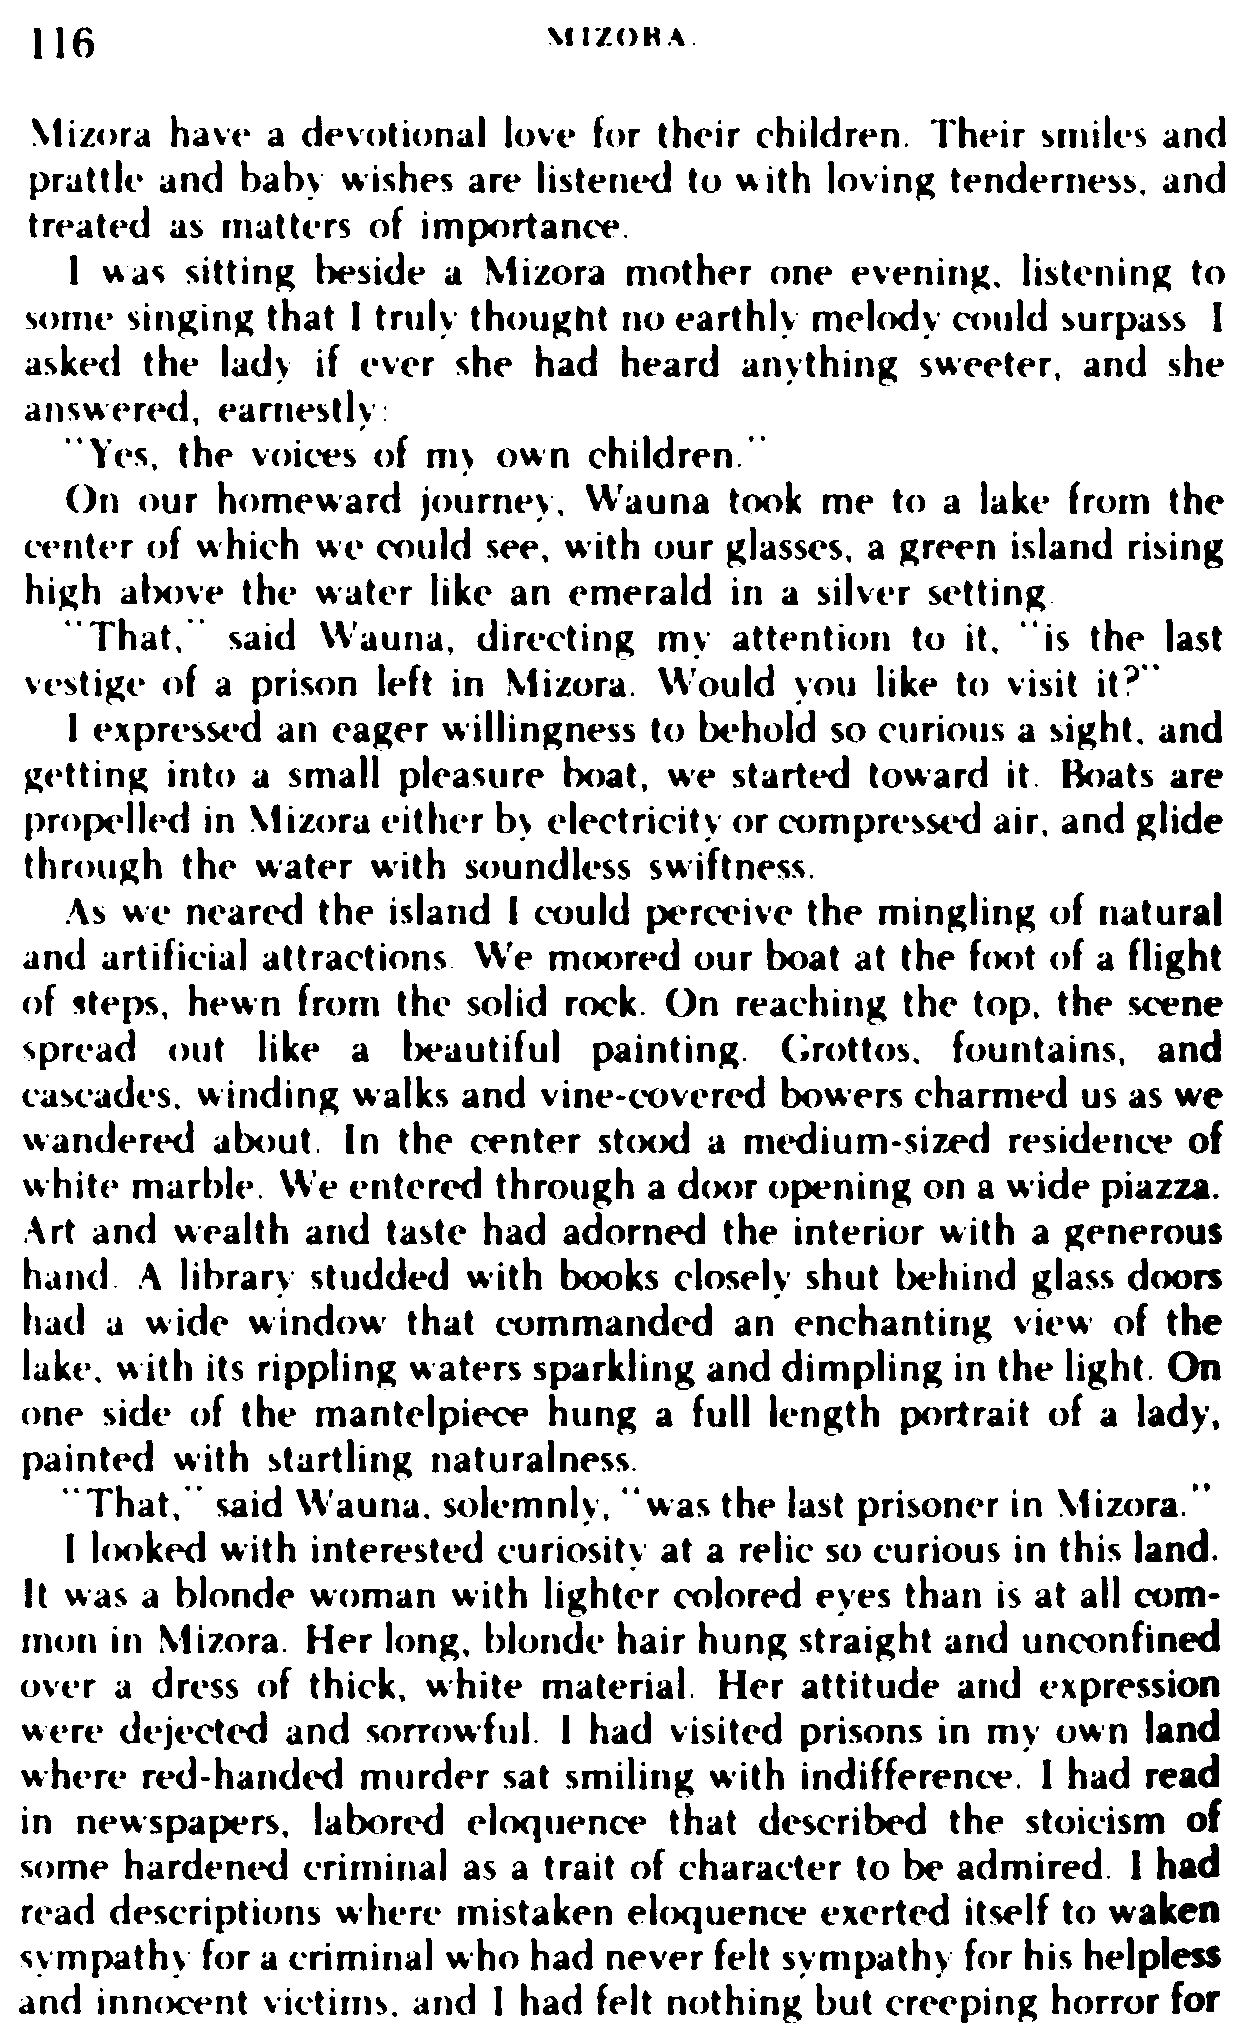 116 MIZORA.
Mizora have a devotional love for their children. Their smiles and
prattle and baby wishes are listened to with loving tenderness, and
treated as matters of importance.
I was sitting beside a Mizora mother one evening, listening to
some singing that I truly thought no earthly melody could surpass I
asked the lady if ever she had heard anything sweeter, and she
answered, earnestly:
"Yes, the voices of my own children."
On our homeward journey, Wauna took me to a lake from the
center of which we could see, with our glasses, a green island rising
high above the water like an emerald in a silver setting.
"That," said Wauna, directing my attention to it, "is the last
vestige of a prison left in Mizora. Would you like to visit it?"
I expressed an eager willingness to behold so curious a sight, and
getting into a small pleasure boat, we started toward it. Boats are
propelled in Mizora either by electricity or compressed air, and glide
through the water with soundless swiftness.
As we neared the island I could perceive the mingling of natural
and artificial attractions. We moored our boat at the foot of a flight
of steps, hewn from the solid rock. On reaching the top, the scene
spread out like a beautiful painting. Grottos, fountains, and
cascades, winding walks and vine-covered bowers charmed us as we
wandered about. In the center stood a medium-sized residence of
white marble. We entered through a door opening on a wide piazza.
Art and wealth and taste had adorned the interior with a generous
hand. A library studded with books closely shut behind glass doors
had a wide window that commanded an enchanting view of the
lake, with its rippling waters sparkling and dimpling in the light. On
one side of the mantelpiece hung a full length portrait of a lady,
painted with startling naturalness.
"That," said Wauna, solemnly, "was the last prisoner in Mizora."
I looked with interested curiosity at a relic so curious in this land.
It was a blonde woman with lighter colored eyes than is at all com-
mon in Mizora. Her long, blonde hair hung straight and unconfined
over a dress of thick, white material. Her attitude and expression
were dejected and sorrowful. I had visited prisons in my own land
where red-handed murder sat smiling with indifference. I had read
in newspapers, labored eloquence that described the stoicism of
some hardened criminal as a trait of character to be admired. I had
read descriptions where mistaken eloquence exerted itself to waken
sympathy for a criminal who had never felt sympathy for his helpless
and innocent victims, and I had felt nothing but creeping horror for